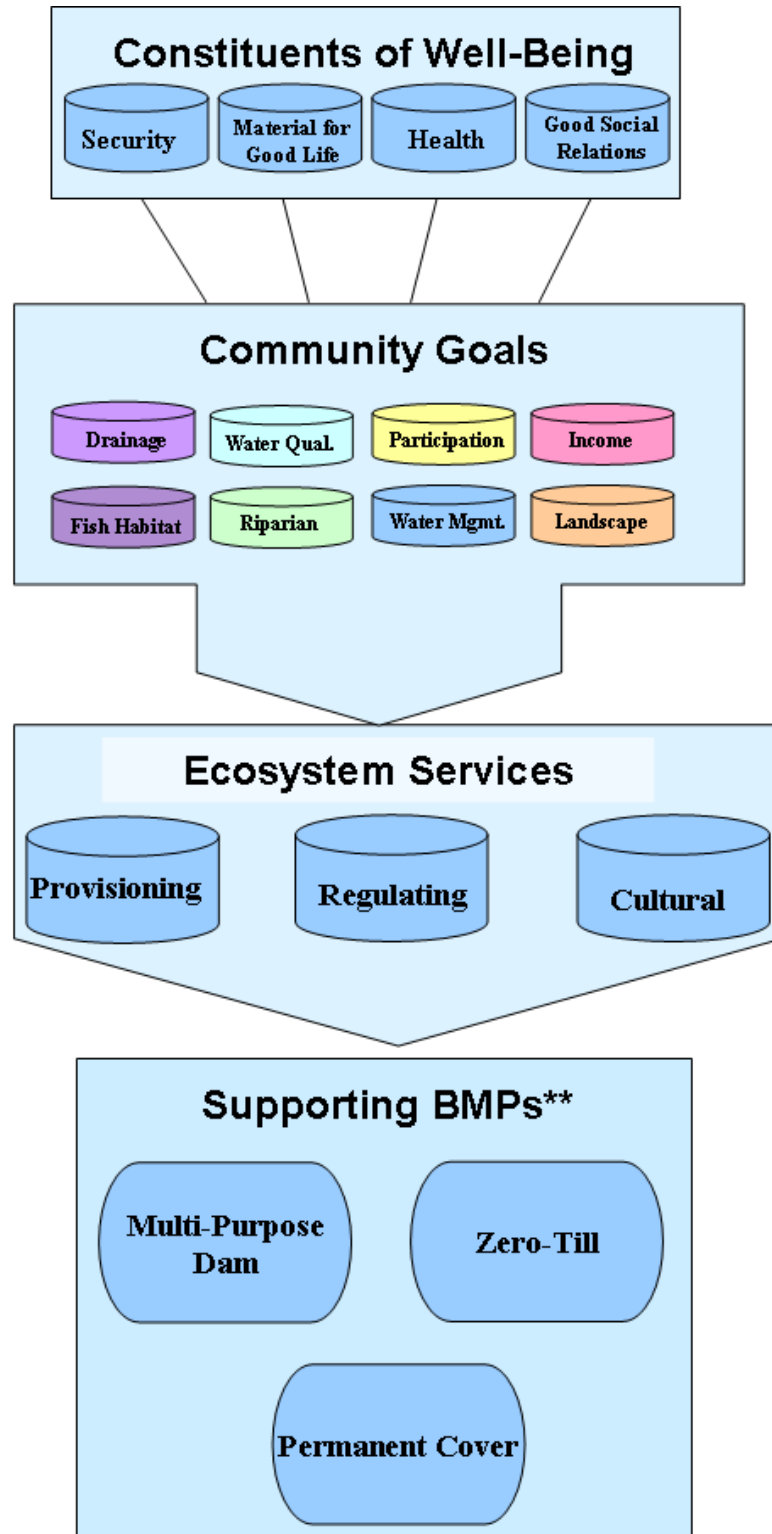 Constituents of Well-Being
Security
Material for
Good Life
Health
Good Social
Relations
Community Goals
Drainage
Water Qual.
Participation
Income
Fish Habitat
Riparian
Water Mgmt.
Landscape
Ecosystem Services
Provisioning
Regulating
Cultural
Supporting BMPs**
Multi-Purpose
Dam
Zero-Till
Permanent Cover